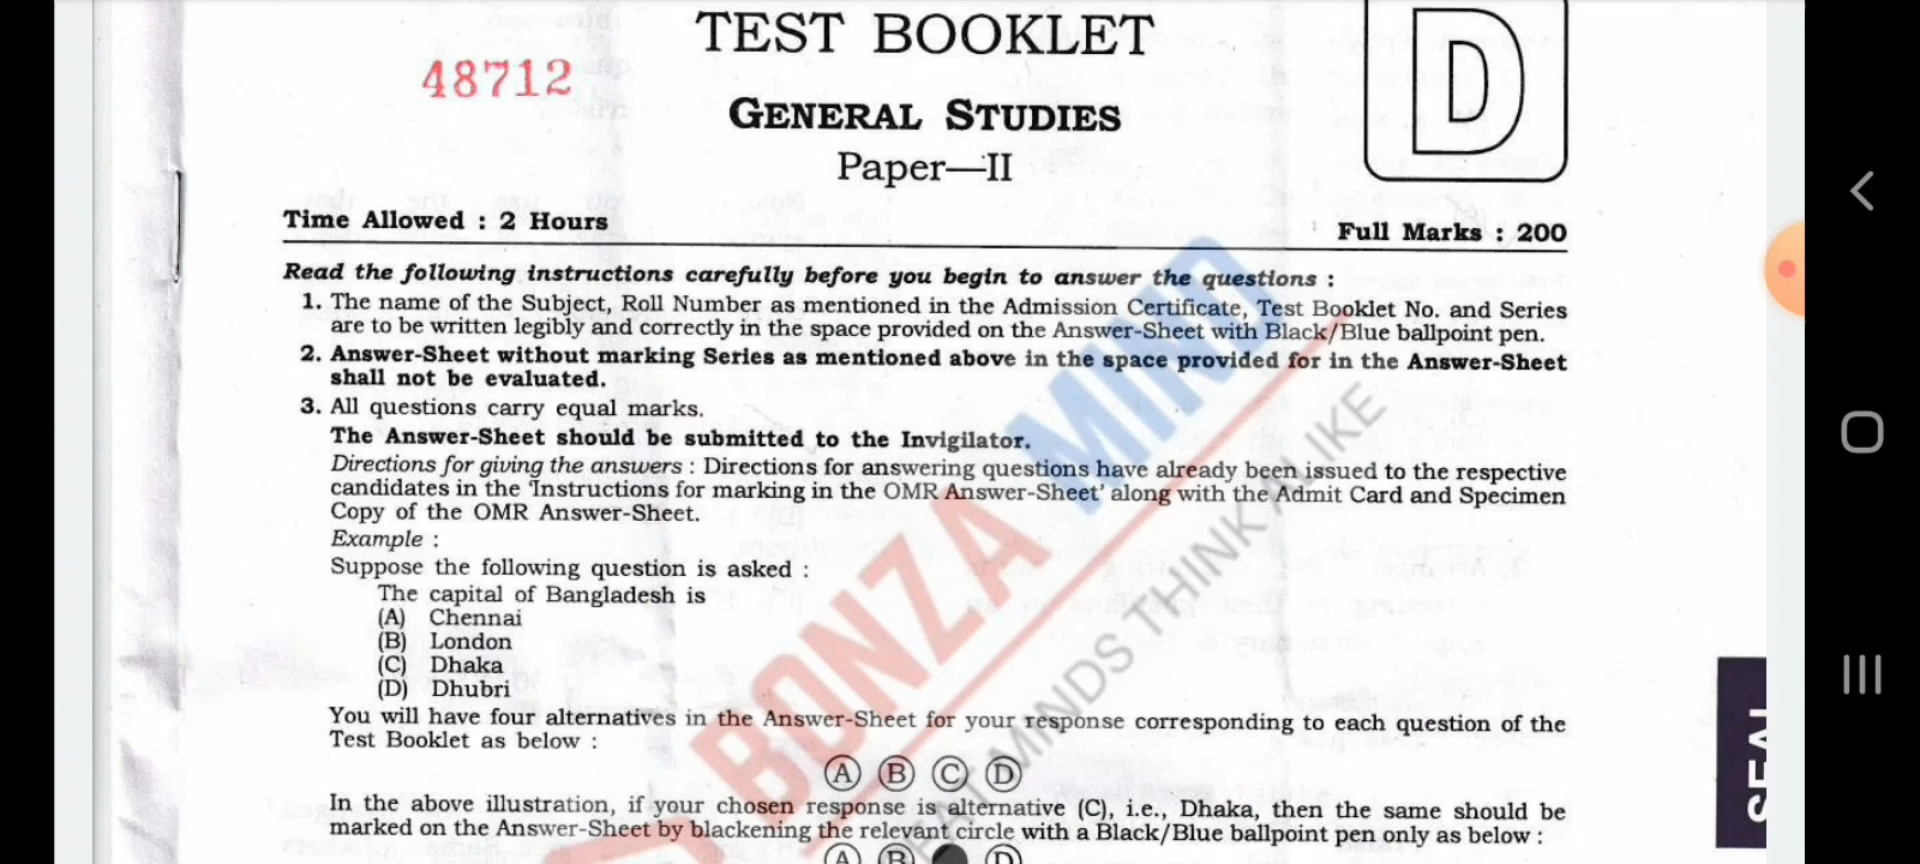 TEST BOOKLET
D
48712
GENERAL STUDIES
Paper—II
Time Allowed : 2 Hours
Full Marks : 200
Read the following instructions carefully before you begin to answer the questions :
1. The name of the Subject, Roll Number as mentioned in the Admission Certificate, Test Booklet No. and Series
are to be written legibly and correctly in the space provided on the Answer-Sheet with Black/Blue ballpoint pen.
2. Answer-Sheet without marking Series as mentioned above in the space provided for in the Answer-Sheet
shall not be evaluated.
3. All questions carry equal marks.
The Answer-Sheet should be submitted to the Invigilator.
Directions for giving the answers : Directions for answering questions have already been issued to the respective
candidates in the 'Instructions for marking in the OMR Answer-Sheet' along with the Admit Card and Specimen
Copy of the OMR Answer-Sheet.
Example :
Suppose the following question is asked :
The capital of Bangladesh is
(A) Chennai
(B) London
(C) Dhaka
(D) Dhubri
You will have four alternatives in the Answer-Sheet for your response corresponding to each question of the
Test Booklet as below :
A B C D
In the above illustration, if your chosen response is alternative (C), i.e., Dhaka, then the same should be
marked on the Answer-Sheet by blackening the relevant circle with a Black/Blue ballpoint pen only as below :
A B D
BONZA MIND
MINDS THINK ALIKE
SEAL